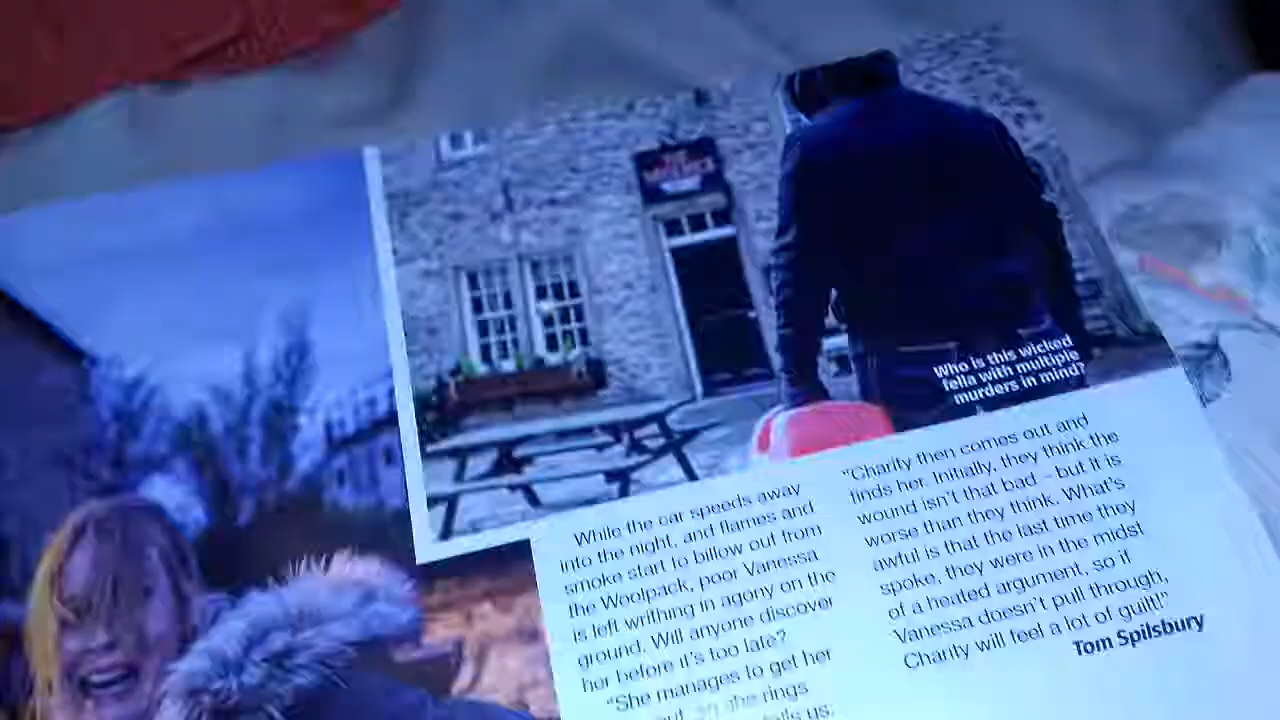 Who is this wicked
fella with multiple
murders in mind?
While the car speeds away
into the night, and flames and
smoke start to billow out from
the Woolpack, poor Vanessa
is left writhing in agony on the
ground. Will anyone discover
her before it's too late?
"She manages to get her
out, she rings
us:
"Charity then comes out and
finds her. Initially, they think the
wound isn't that bad – but it is
worse than they think. What's
awful is that the last time they
spoke, they were in the midst
of a heated argument, so if
Vanessa doesn't pull through,
Charity will feel a lot of guilt!"
Tom Spilsbury